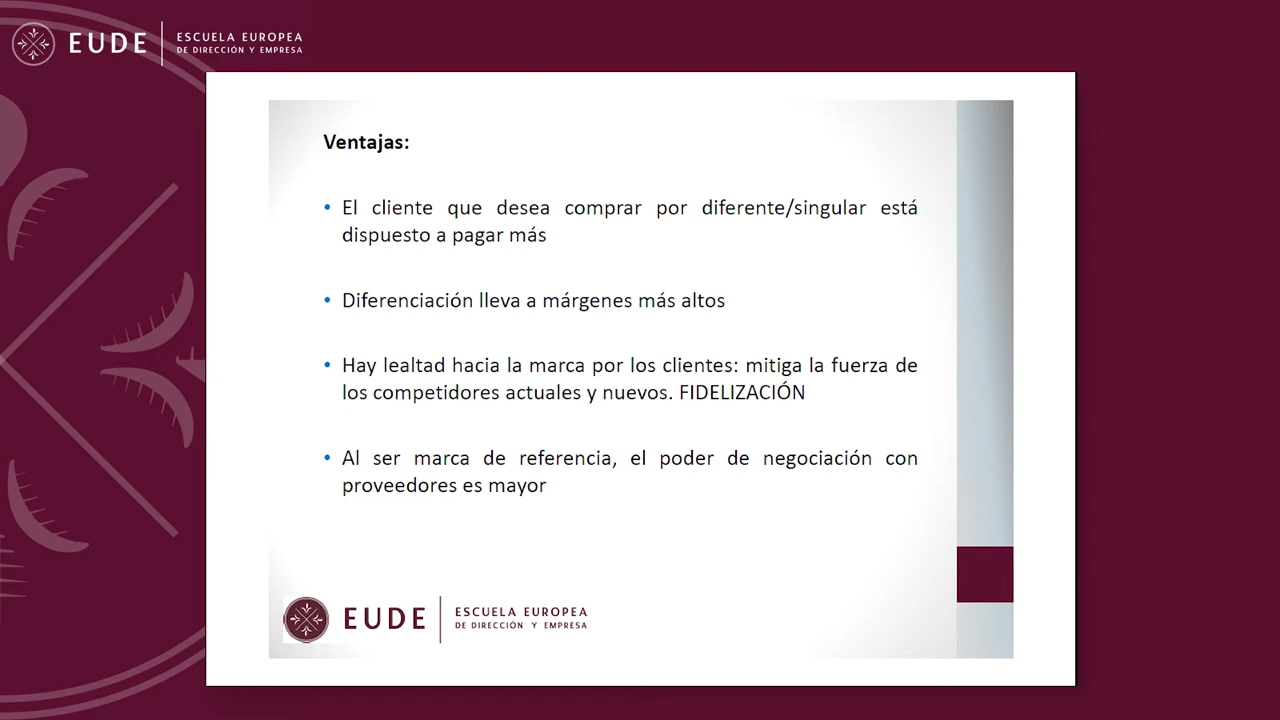 EUDE
ESCUELA EUROPEA
DE DIRECCIÓN Y EMPRESA
Ventajas:
• El cliente que desea comprar por diferente/singular está
dispuesto a pagar más
• Diferenciación lleva a márgenes más altos
• Hay lealtad hacia la marca por los clientes: mitiga la fuerza de
los competidores actuales y nuevos. FIDELIZACIÓN
• Al ser marca de referencia, el poder de negociación con
proveedores es mayor
EUDE
ESCUELA EUROPEA
DE DIRECCIÓN Y EMPRESA